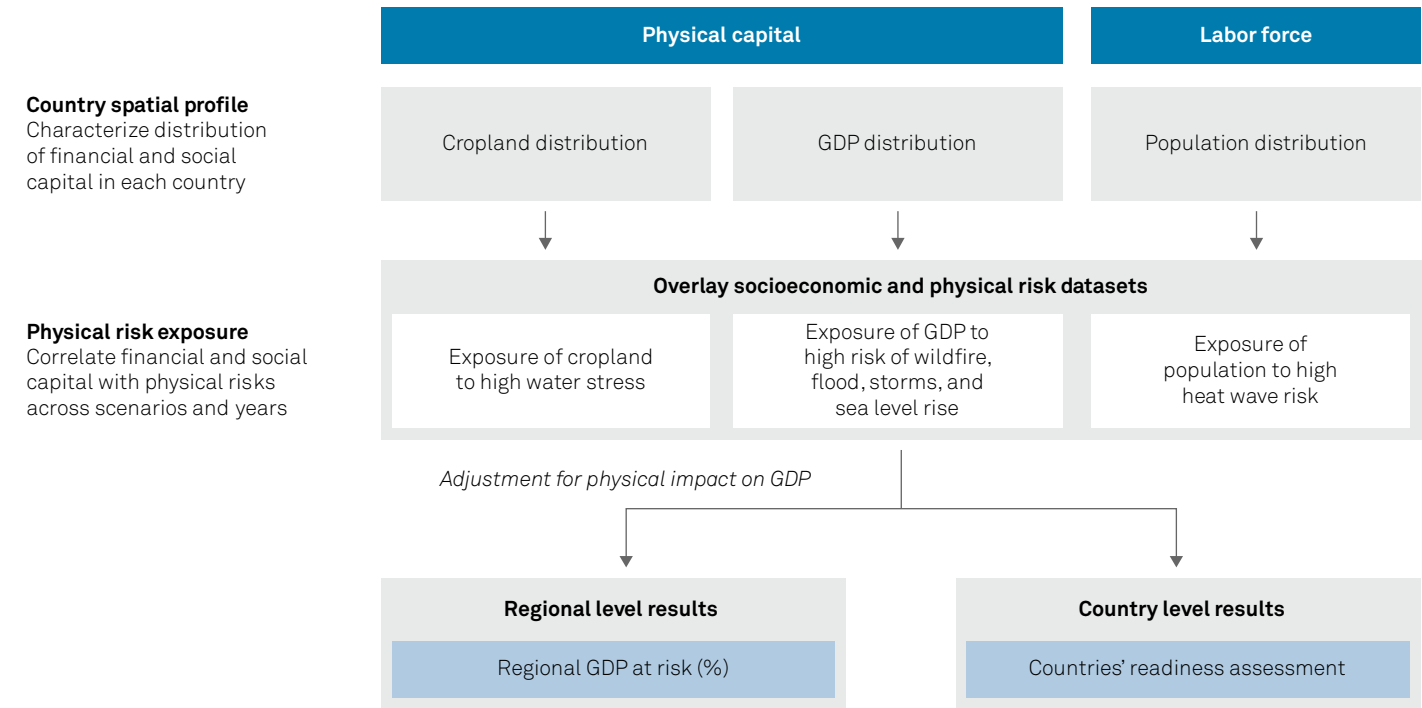 Physical capital
Labor force
Country spatial profile
Characterize distribution
of financial and social
capital in each country
Cropland distribution
GDP distribution
Population distribution
Overlay socioeconomic and physical risk datasets
Physical risk exposure
Correlate financial and social
capital with physical risks
across scenarios and years
Exposure of cropland
to high water stress
Exposure of GDP to
high risk of wildfire,
flood, storms, and
sea level rise
Exposure of
population to high
heat wave risk
Adjustment for physical impact on GDP
Regional level results
Regional GDP at risk (%)
Country level results
Countries’ readiness assessment